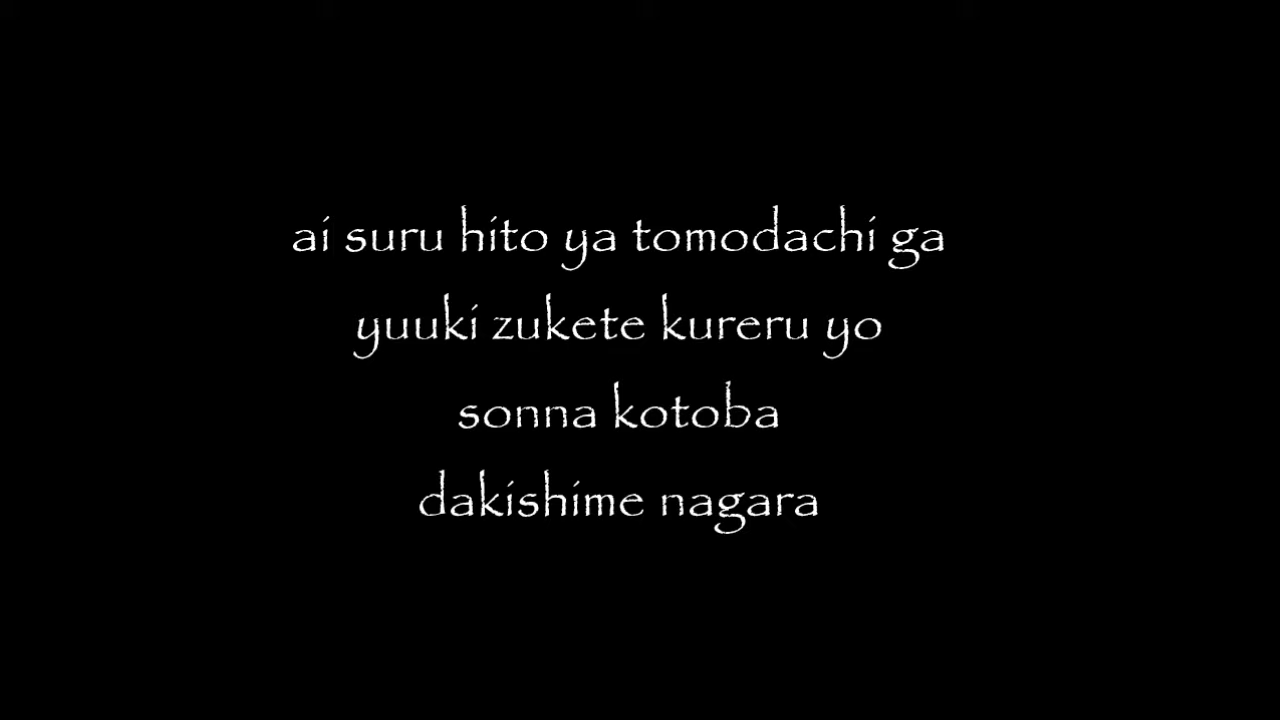 ai suru hito ya tomodachi ga
yuuki zukete kureru yo
sonna kotoba
dakishime nagara